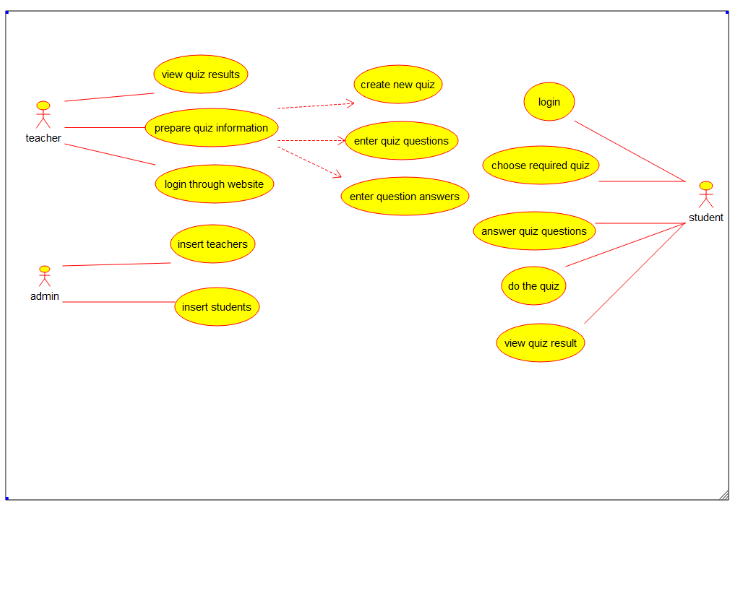 view quiz results
create new quiz
login
prepare quiz information
teacher
enter quiz questions
choose required quiz
login through website
enter question answers
student
insert teachers
answer quiz questions
admin
do the quiz
insert students
view quiz result